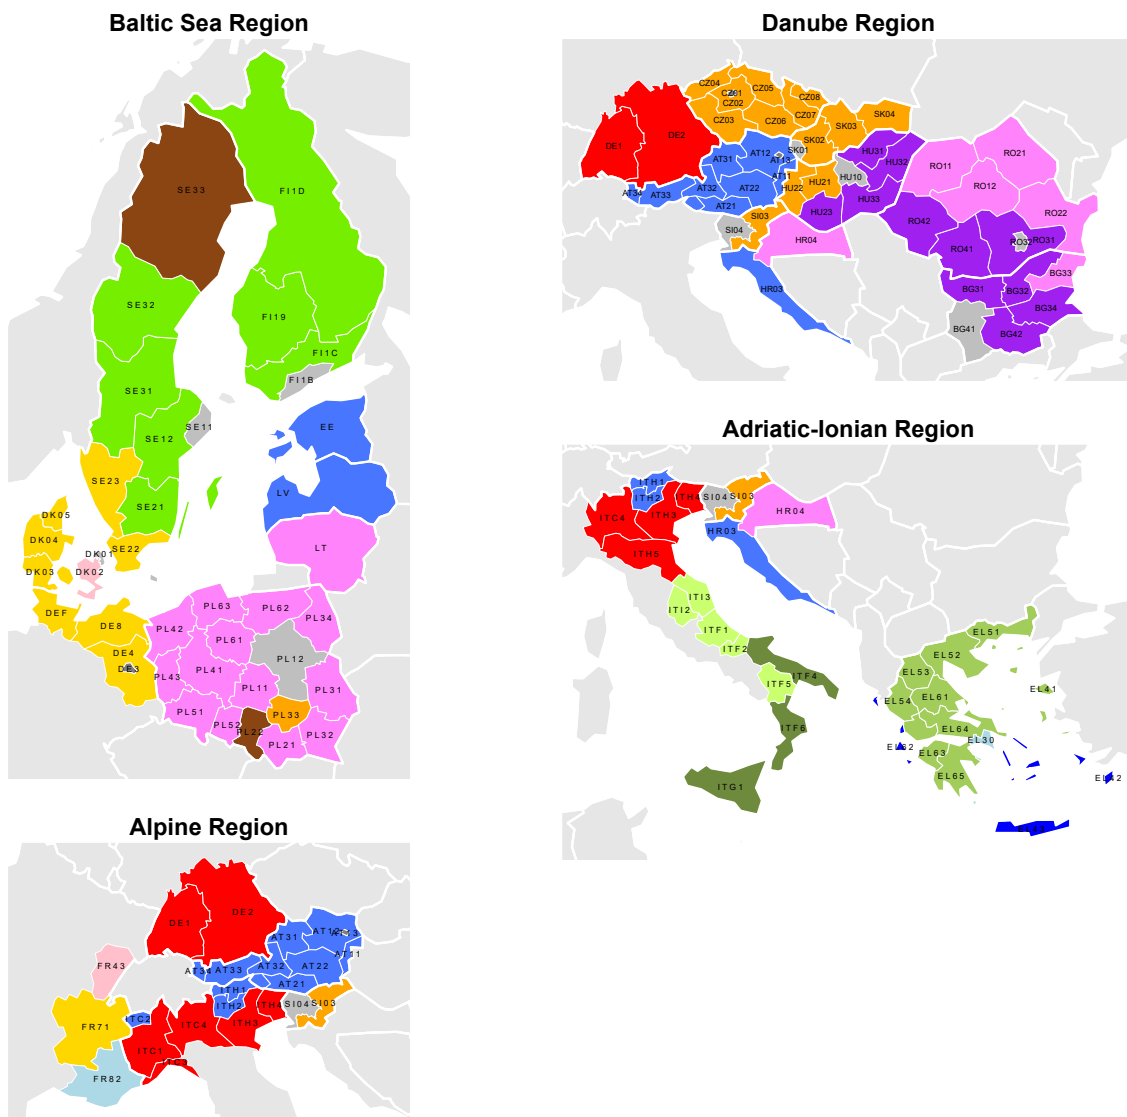 Baltic Sea Region
SE33
FI1D
SE32
FI19
FI1C
FI1B
SE31
SE11
SE12
EE
SE23
LV
SE21
DK05
DK04
SE22
DK01
LT
DK03
DK02
DEF
DE8
PL63
PL62
PL34
PL42
PL61
DE4
PL12
DE3
PL43
PL41
PL11
PL31
PL51
PL52
PL33
PL22
PL32
PL21
Danube Region
CZ04
CZ05
CZ01
CZ02
CZ08
CZ03
CZ06
CZ07
SK04
SK03
DE2
DE1
SK02
SK01
AT12
AT31
AT13
HU31
HU32
RO21
RO11
AT11
HU10
HU21
HU22
RO12
AT34
AT33
AT32
AT22
AT21
HU33
HU23
SI03
RO22
RO42
SI04
HR04
RO32
RO31
RO41
BG33
HR03
BG31
BG32
BG34
BG41
BG42
Adriatic-Ionian Region
ITH1
ITH2
ITH4
SI04
SI03
HR04
ITC4
ITH3
HR03
ITH5
ITI3
ITI2
ITF1
ITF2
EL51
EL52
ITF4
ITF5
EL53
EL41
EL54
EL61
ITF6
EL64
EL30
EL62
EL63
EL65
EL42
ITG1
EL43
Alpine Region
DE2
DE1
AT31
AT12
AT13
AT11
FR43
AT34
AT33
AT32
AT22
AT21
ITH1
ITH2
ITH4
SI04
SI03
ITC2
ITC4
ITH3
FR71
ITC1
ITC3
FR82